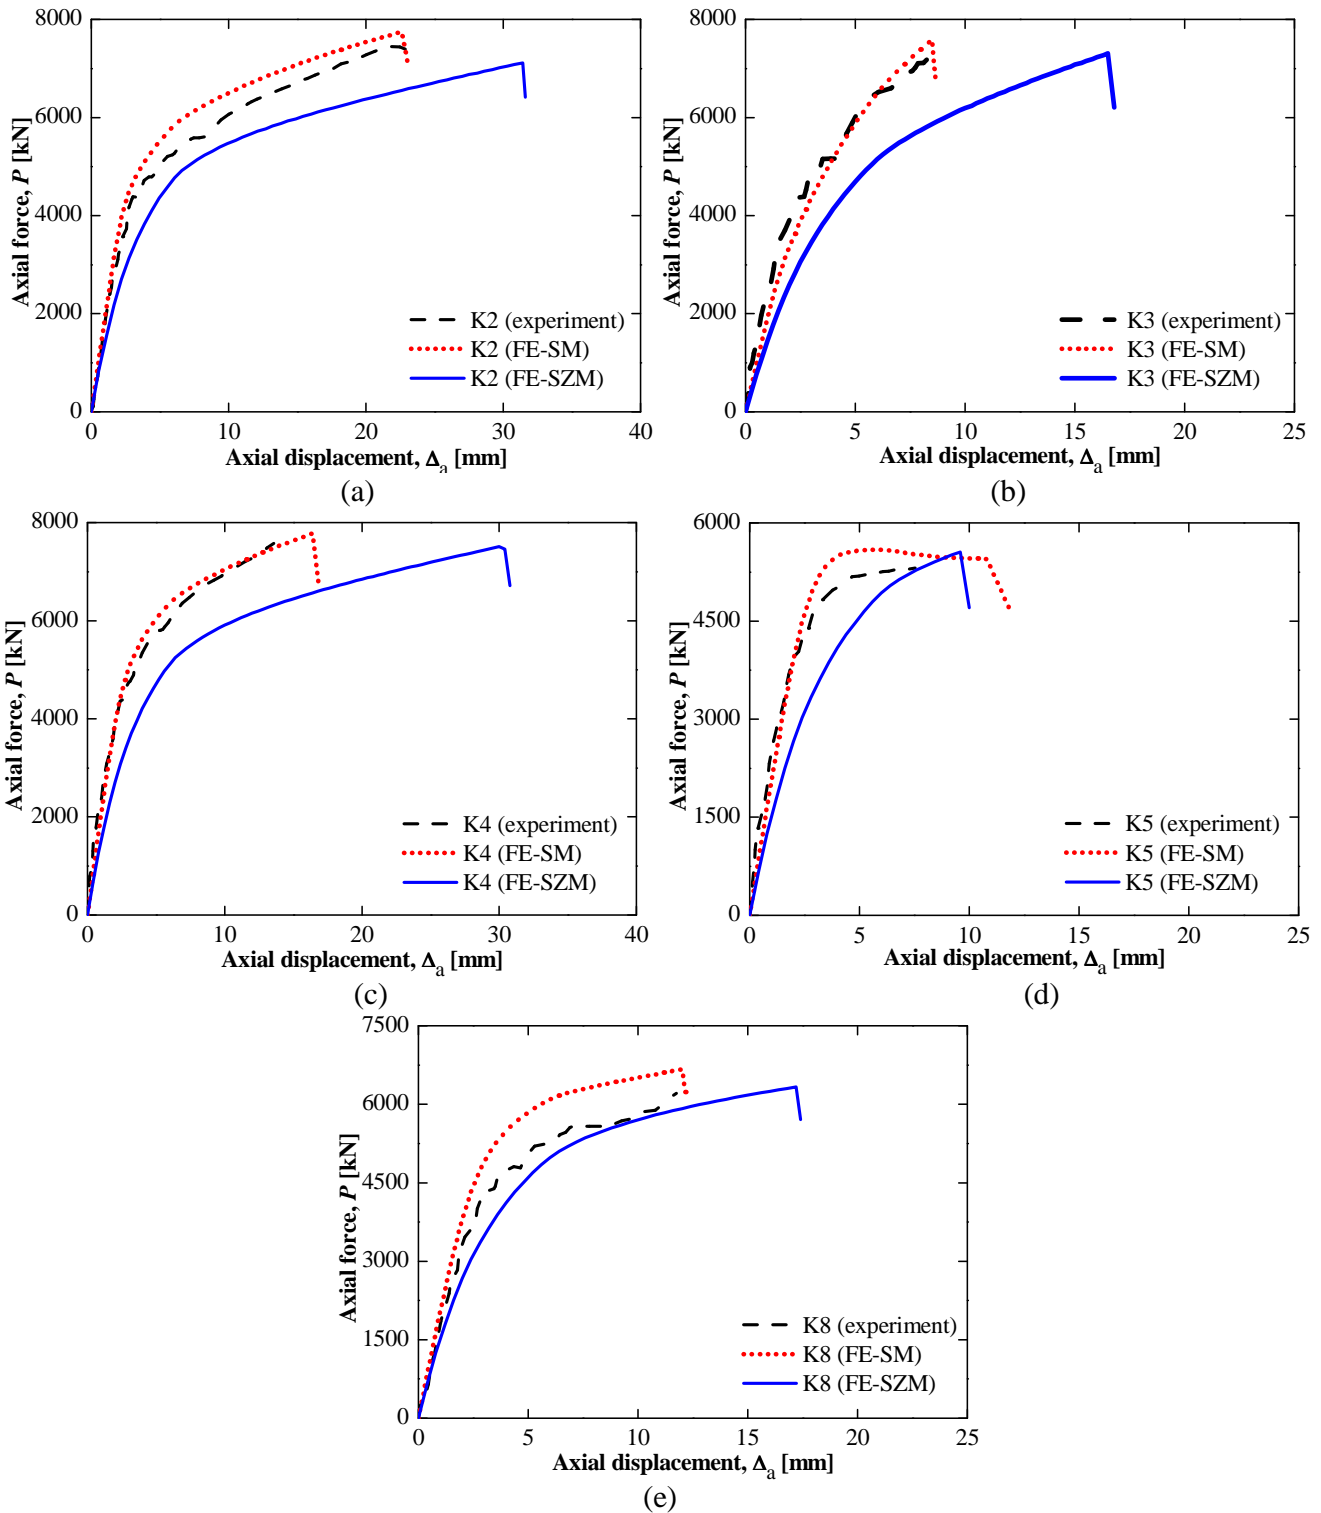 8000
6000
4000
2000
0
Axial force, P [kN]
K2 (experiment)
K2 (FE-SM)
K2 (FE-SZM)
0 10 20 30 40
Axial displacement, Δa [mm]
(a)
8000
6000
4000
2000
0
Axial force, P [kN]
K3 (experiment)
K3 (FE-SM)
K3 (FE-SZM)
0 5 10 15 20 25
Axial displacement, Δa [mm]
(b)
8000
6000
4000
2000
0
Axial force, P [kN]
K4 (experiment)
K4 (FE-SM)
K4 (FE-SZM)
0 10 20 30 40
Axial displacement, Δa [mm]
(c)
6000
4500
3000
1500
0
Axial force, P [kN]
K5 (experiment)
K5 (FE-SM)
K5 (FE-SZM)
0 5 10 15 20 25
Axial displacement, Δa [mm]
(d)
7500
6000
4500
3000
1500
0
Axial force, P [kN]
K8 (experiment)
K8 (FE-SM)
K8 (FE-SZM)
0 5 10 15 20 25
Axial displacement, Δa [mm]
(e)